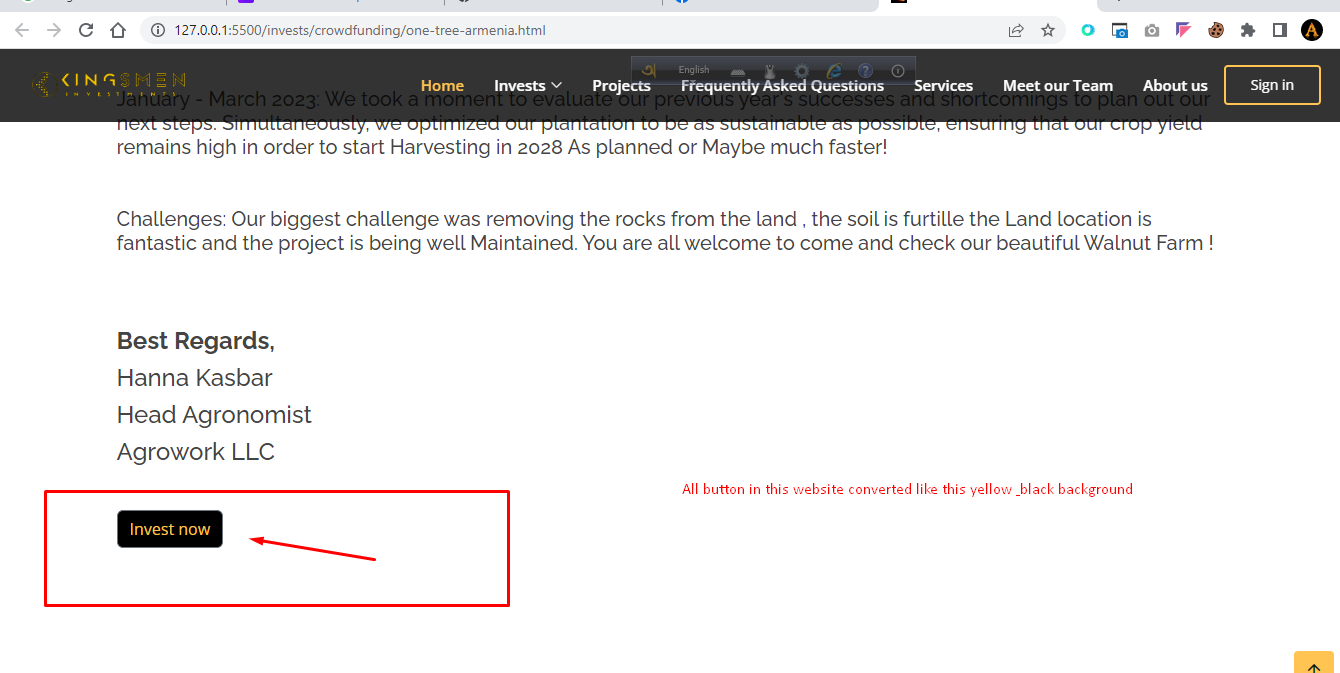 127.0.0.1:5500/invests/crowdfunding/one-tree-armenia.html
KINGSMEN
INVESTMENTS
English
Home Invests Projects Frequently Asked Questions Services Meet our Team About us Sign in
January - March 2023: We took a moment to evaluate our previous year's successes and shortcomings to plan out our
next steps. Simultaneously, we optimized our plantation to be as sustainable as possible, ensuring that our crop yield
remains high in order to start Harvesting in 2028 As planned or Maybe much faster!
Challenges: Our biggest challenge was removing the rocks from the land , the soil is furtille the Land location is
fantastic and the project is being well Maintained. You are all welcome to come and check our beautiful Walnut Farm !
Best Regards,
Hanna Kasbar
Head Agronomist
Agrowork LLC
All button in this website converted like this yellow _black background
Invest now